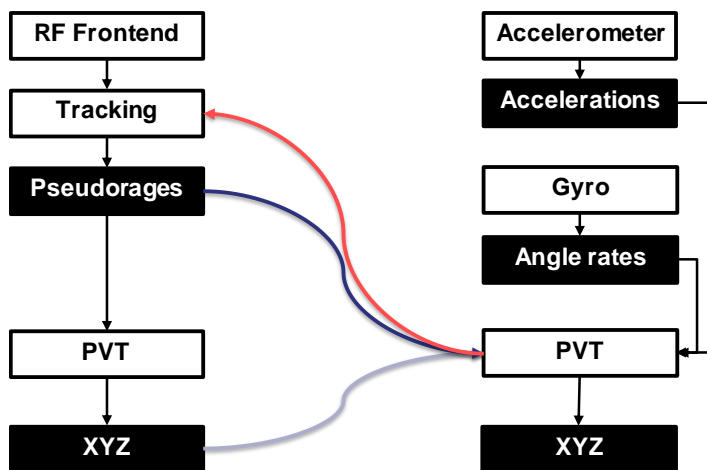 RF Frontend
Tracking
Pseudorages
PVT
XYZ
Accelerometer
Accelerations
Gyro
Angle rates
PVT
XYZ